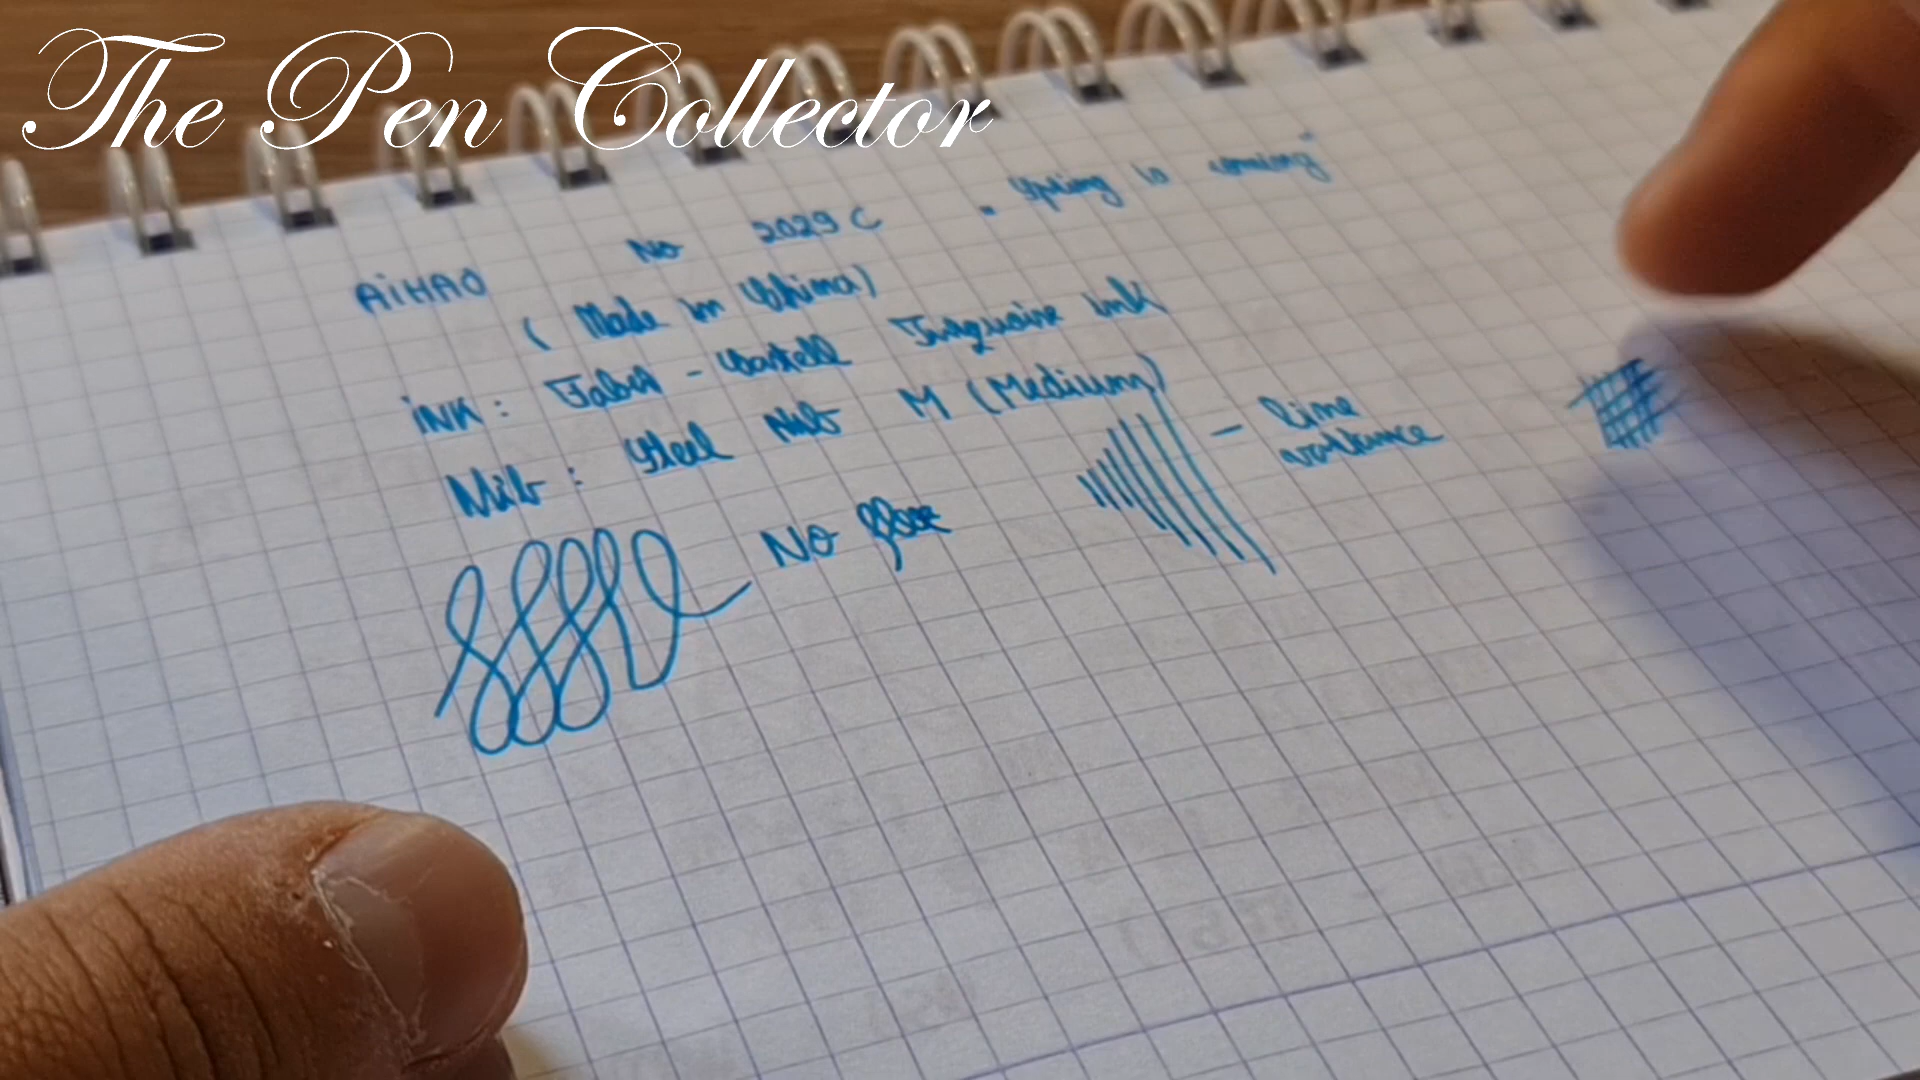 The Pen Collector
AiHAO No 2029 C "Spring is coming"
(Made in China)
iNK: Faber-Castell Turquoise ink
Nib: Steel Nib M (Medium)
No flex
- line
variance